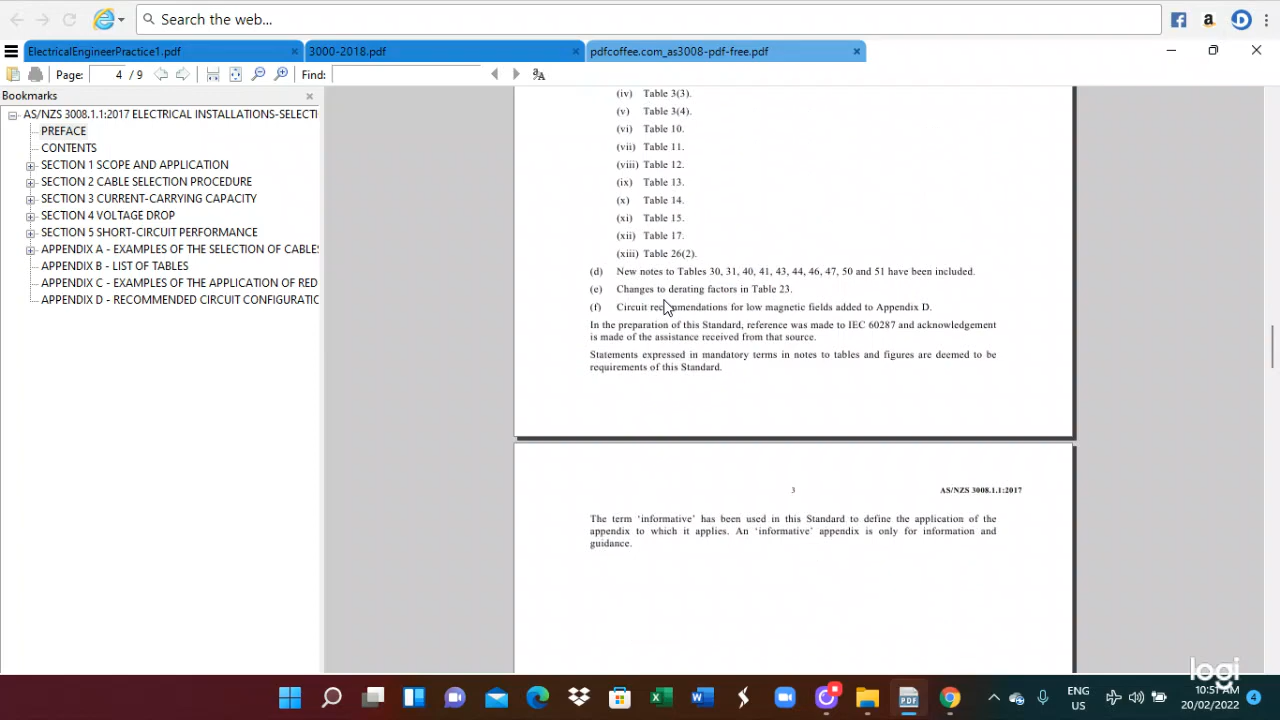 Search the web...
ElectricalEngineerPractice1.pdf
3000-2018.pdf
pdfcoffee.com_as3008-pdf-free.pdf
Page: 4 / 9
Find:
Bookmarks
AS/NZS 3008.1.1:2017 ELECTRICAL INSTALLATIONS-SELECTI
PREFACE
CONTENTS
SECTION 1 SCOPE AND APPLICATION
SECTION 2 CABLE SELECTION PROCEDURE
SECTION 3 CURRENT-CARRYING CAPACITY
SECTION 4 VOLTAGE DROP
SECTION 5 SHORT-CIRCUIT PERFORMANCE
APPENDIX A - EXAMPLES OF THE SELECTION OF CABLES
APPENDIX B - LIST OF TABLES
APPENDIX C - EXAMPLES OF THE APPLICATION OF RED
APPENDIX D - RECOMMENDED CIRCUIT CONFIGURATIO
(iv) Table 3(3).
(v) Table 3(4).
(vi) Table 10.
(vii) Table 11.
(viii) Table 12.
(ix) Table 13.
(x) Table 14.
(xi) Table 15.
(xii) Table 17.
(xiii) Table 26(2).
(d) New notes to Tables 30, 31, 40, 41, 43, 44, 46, 47, 50 and 51 have been included.
(e) Changes to derating factors in Table 23.
(f) Circuit recommendations for low magnetic fields added to Appendix D.
In the preparation of this Standard, reference was made to IEC 60287 and acknowledgement
is made of the assistance received from that source.
Statements expressed in mandatory terms in notes to tables and figures are deemed to be
requirements of this Standard.
3
AS/NZS 3008.1.1:2017
The term ‘informative’ has been used in this Standard to define the application of the
appendix to which it applies. An ‘informative’ appendix is only for information and
guidance.
logi
ENG
US
10:51 AM
20/02/2022
4